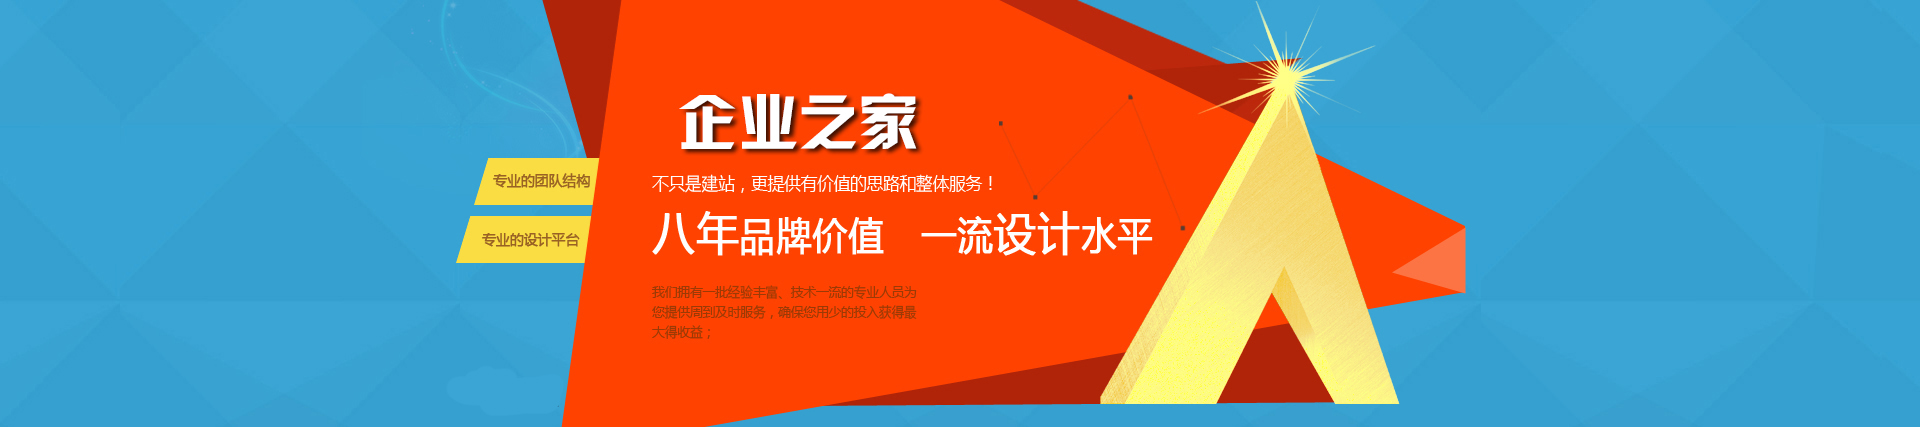 企业之家
专业的团队结构
不只是建站，更提供有价值的思路和整体服务！
八年品牌价值 一流设计水平
专业的设计平台
我们拥有一批经验丰富、技术一流的专业人员为
您提供周到及时服务，确保您用少的投入获得最
大得收益；